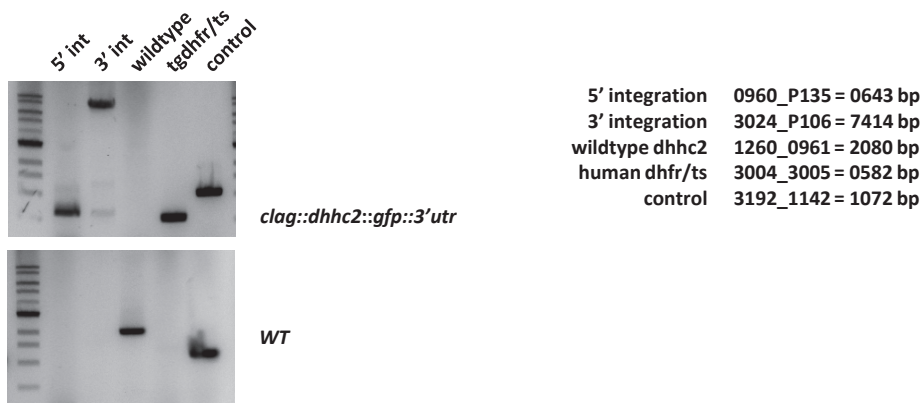 5' int
3' int
wildtype
tgdhfr/ts
control
clag::dhhc2::gfp::3'utr
WT
5' integration 0960_P135 = 0643 bp
3' integration 3024_P106 = 7414 bp
wildtype dhhc2 1260_0961 = 2080 bp
human dhfr/ts 3004_3005 = 0582 bp
control 3192_1142 = 1072 bp